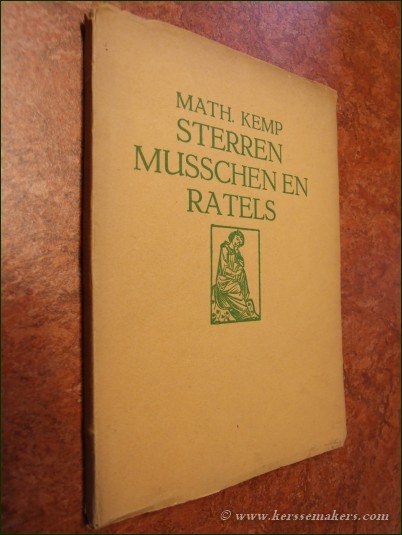 MATH. KEMP
STERREN
MUSSCHEN EN
RATELS
© www.kerssemakers.com